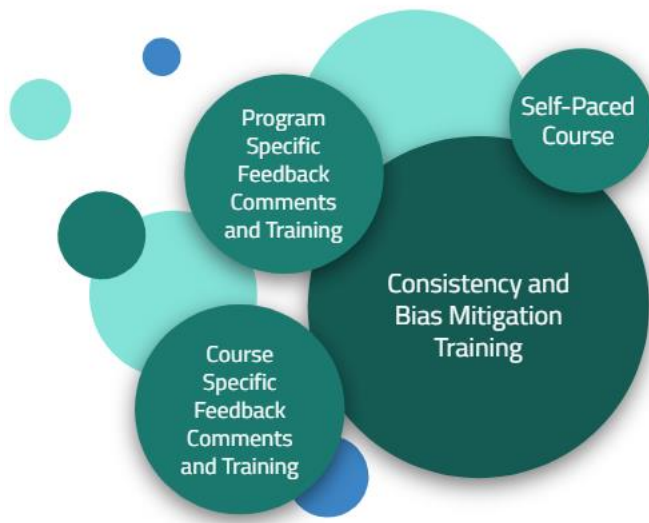 Program
Specific
Feedback
Comments
and Training
Self-Paced
Course
Consistency and
Bias Mitigation
Training
Course
Specific
Feedback
Comments
and Training